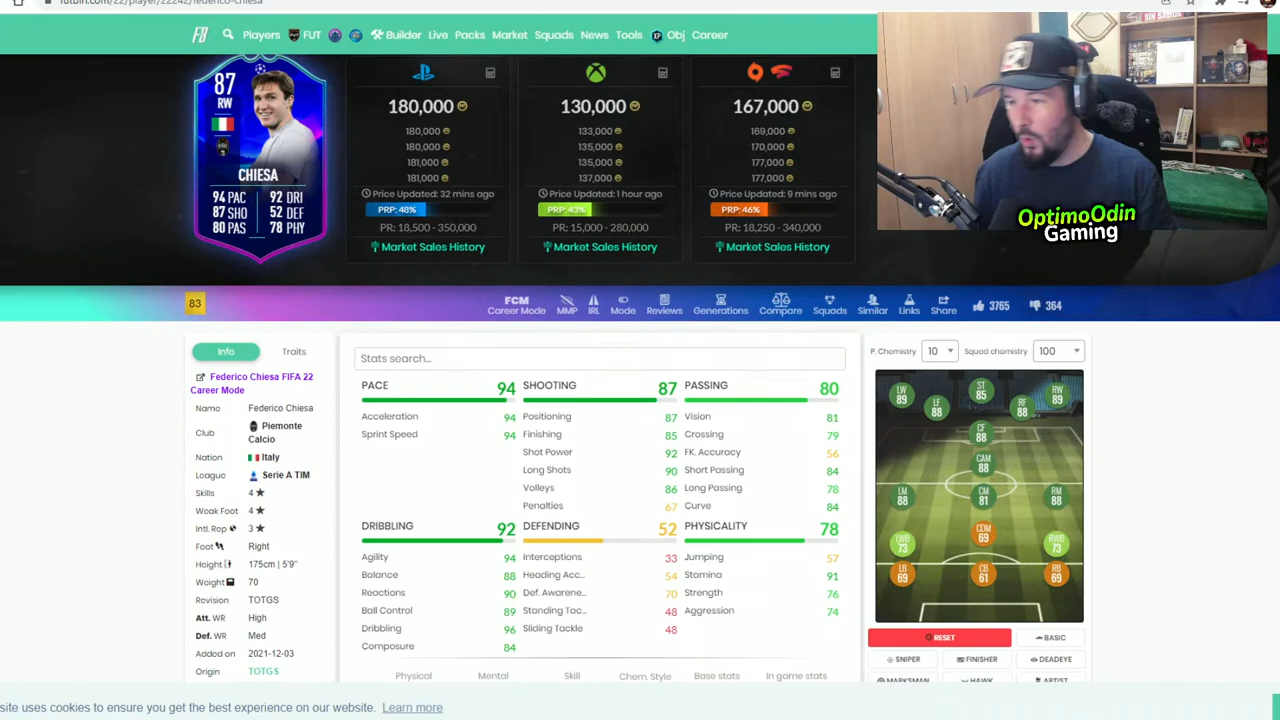 futbin.com/22/player/22242/federico-chiesa
FB Players FUT Builder Live Packs Market Squads News Tools XP Obj Career
87
RW
CHIESA
94 PAC 92 DRI
87 SHO 52 DEF
80 PAS 78 PHY
180,000
180,000
180,000
181,000
181,000
Price Updated: 32 mins ago
PRP: 48%
PR: 18,500 - 350,000
Market Sales History
130,000
133,000
135,000
135,000
137,000
Price Updated: 1 hour ago
PRP: 43%
PR: 15,000 - 280,000
Market Sales History
167,000
169,000
170,000
177,000
177,000
Price Updated: 9 mins ago
PRP: 46%
PR: 18,250 - 340,000
Market Sales History
SIN SAMBA
OptimoOdin
Gaming
83
FCM
Career Mode MMP IRL Mode Reviews Generations Compare Squads Similar Links Share 3765 364
Info Traits
Federico Chiesa FIFA 22
Career Mode
Name Federico Chiesa
Club Piemonte
Calcio
Nation Italy
League Serie A TIM
Skills 4
Weak Foot 4
Intl. Rep 3
Foot Right
Height 175cm | 5'9"
Weight 70
Revision TOTGS
Att. WR High
Def. WR Med
Added on 2021-12-03
Origin TOTGS
Stats search...
PACE 94
Acceleration 94
Sprint Speed 94
SHOOTING 87
Positioning 87
Finishing 85
Shot Power 92
Long Shots 90
Volleys 86
Penalties 67
PASSING 80
Vision 81
Crossing 79
FK. Accuracy 56
Short Passing 84
Long Passing 78
Curve 84
DRIBBLING 92
Agility 94
Balance 88
Reactions 90
Ball Control 89
Dribbling 96
Composure 84
DEFENDING 52
Interceptions 33
Heading Acc... 54
Def. Awarene... 70
Standing Tac... 48
Sliding Tackle 48
PHYSICALITY 78
Jumping 57
Stamina 91
Strength 76
Aggression 74
Physical Mental Skill Chem. Style Base stats In game stats
P. Chemistry 10 Squad chemistry 100
LW
89
ST
85
RW
89
LF
88
RF
88
CF
88
CAM
88
LM
88
CM
81
RM
88
CDM
69
LWB
73
RWB
73
LB
69
CB
61
RB
69
RESET BASIC
SNIPER FINISHER DEADEYE
MARKSMAN HAWK ARTIST
site uses cookies to ensure you get the best experience on our website. Learn more